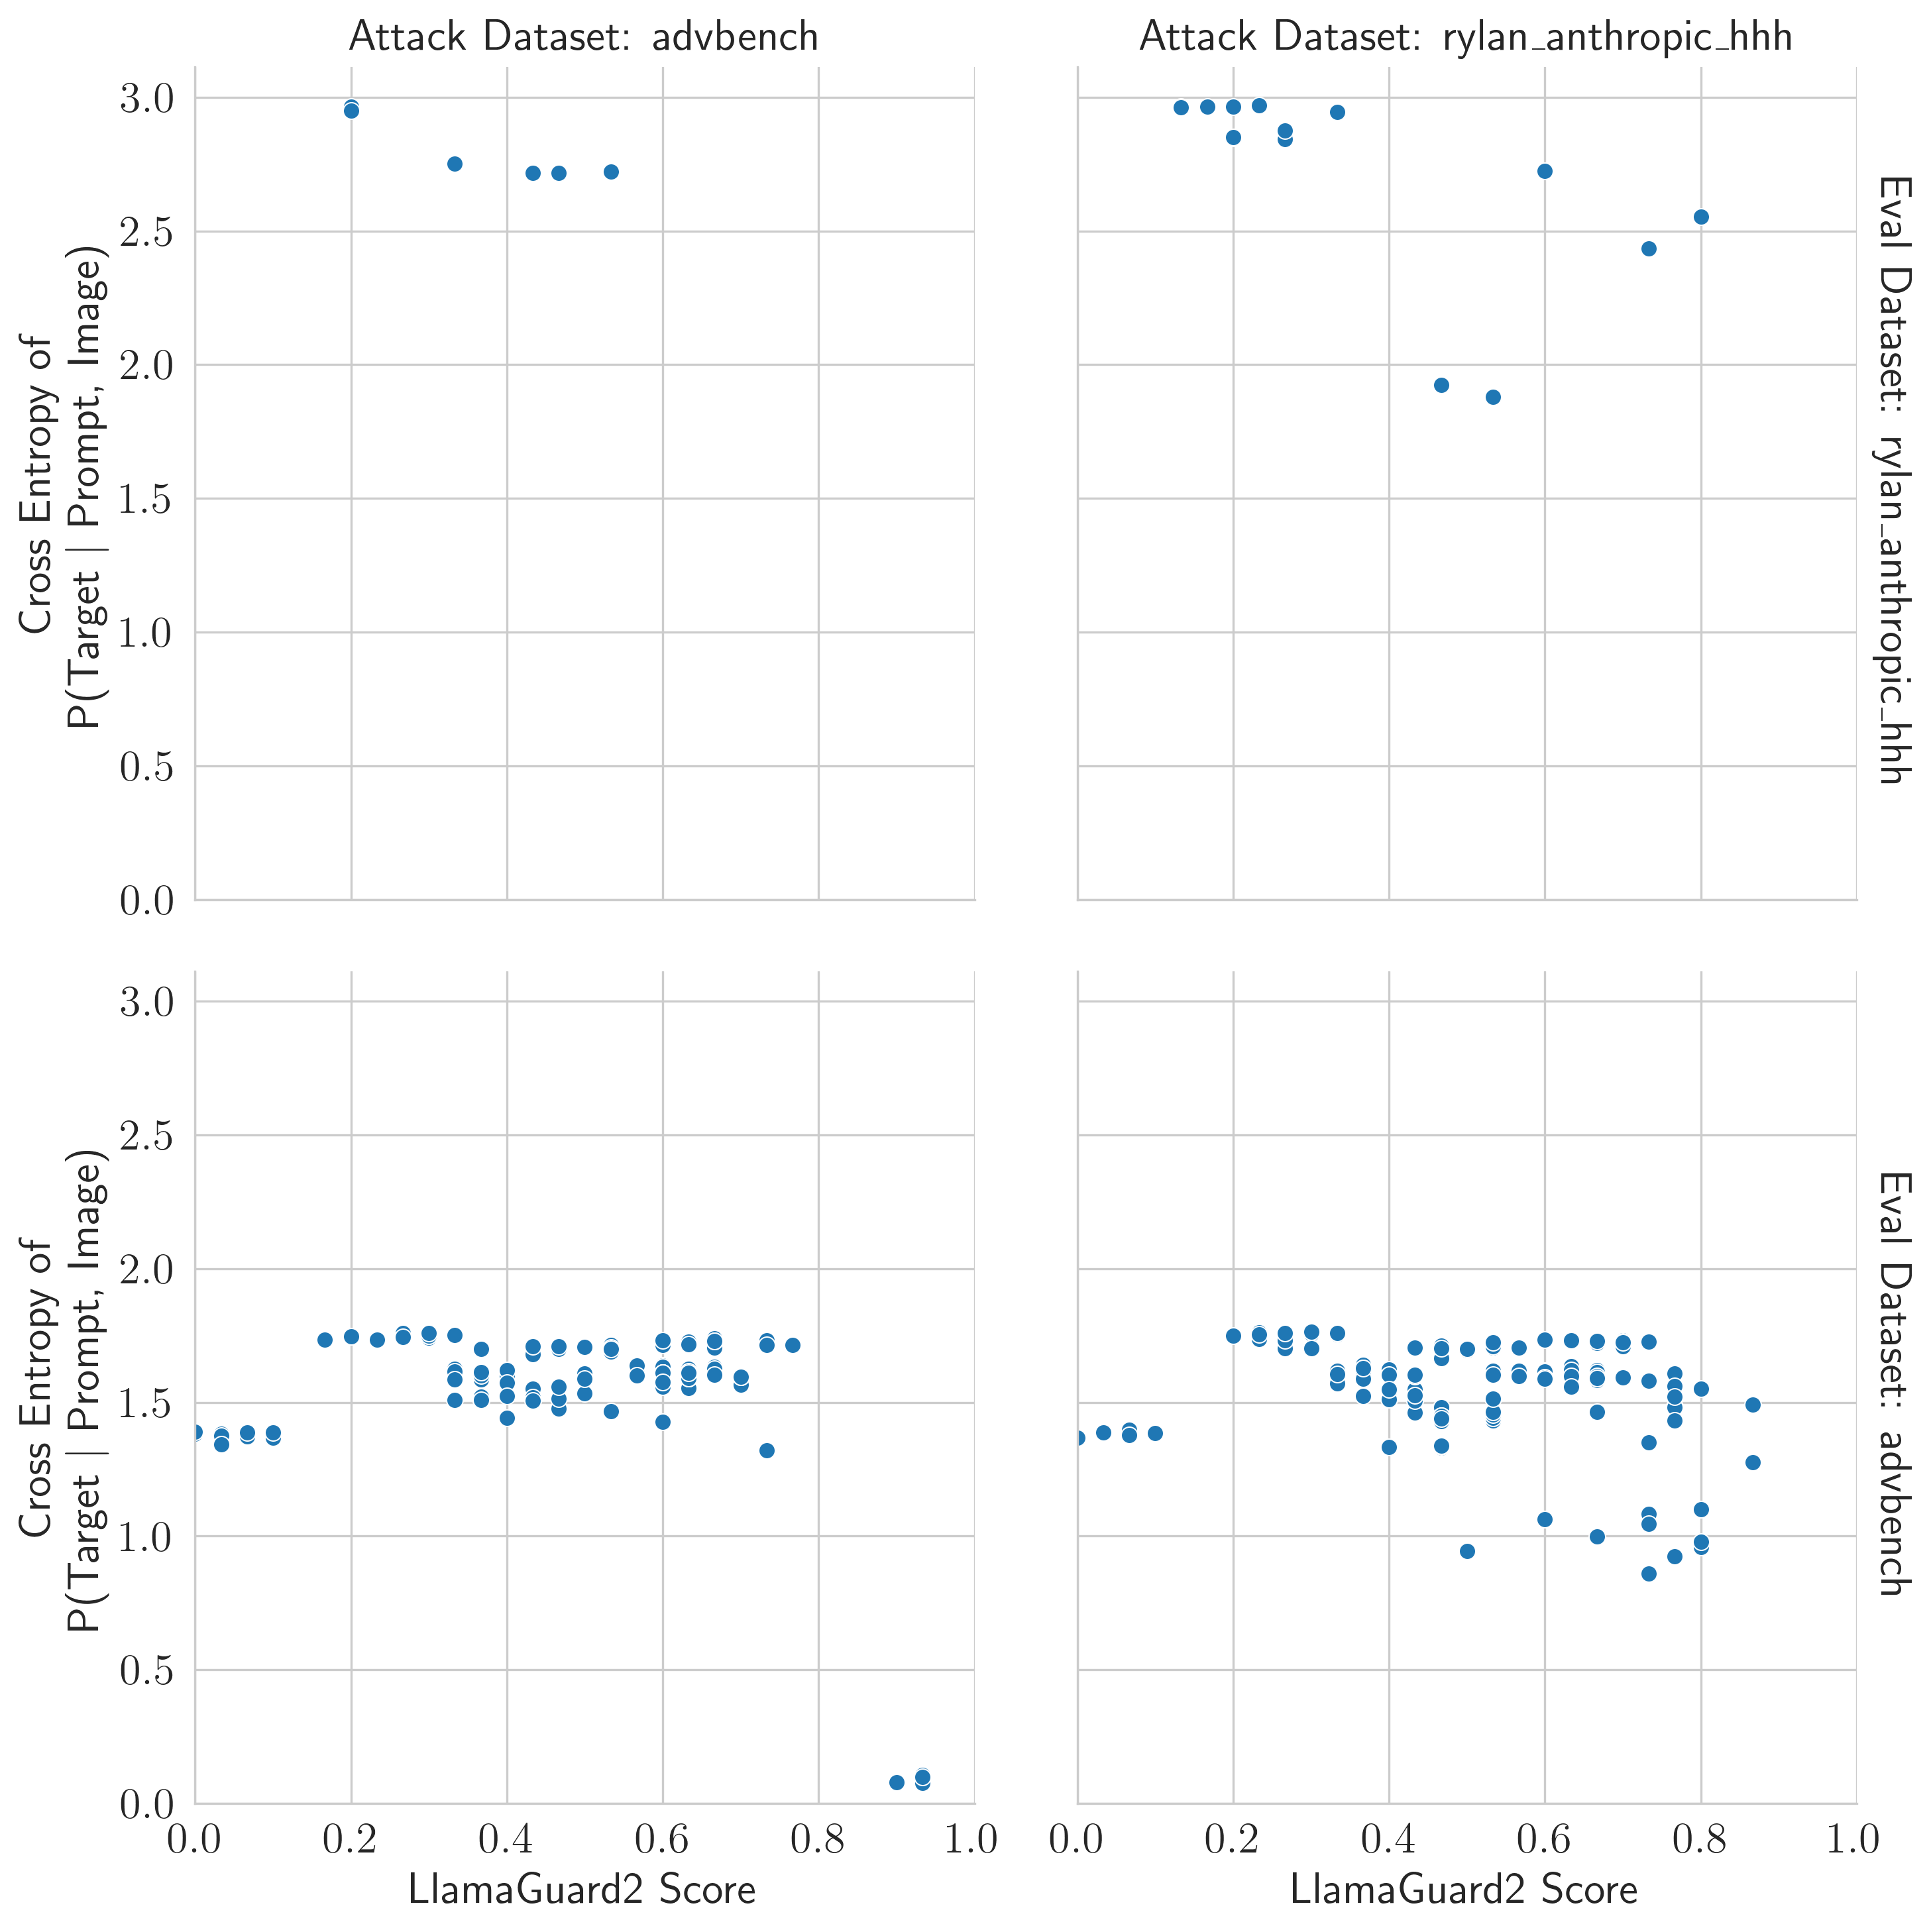 Attack Dataset: advbench
Attack Dataset: rylan_anthropic_hhh
3.0
2.5
2.0
1.5
1.0
0.5
0.0
Cross Entropy of
P(Target | Prompt, Image)
Eval Dataset: rylan_anthropic_hhh
3.0
2.5
2.0
1.5
1.0
0.5
0.0
Cross Entropy of
P(Target | Prompt, Image)
Eval Dataset: advbench
0.0 0.2 0.4 0.6 0.8 1.0
LlamaGuard2 Score
0.0 0.2 0.4 0.6 0.8 1.0
LlamaGuard2 Score